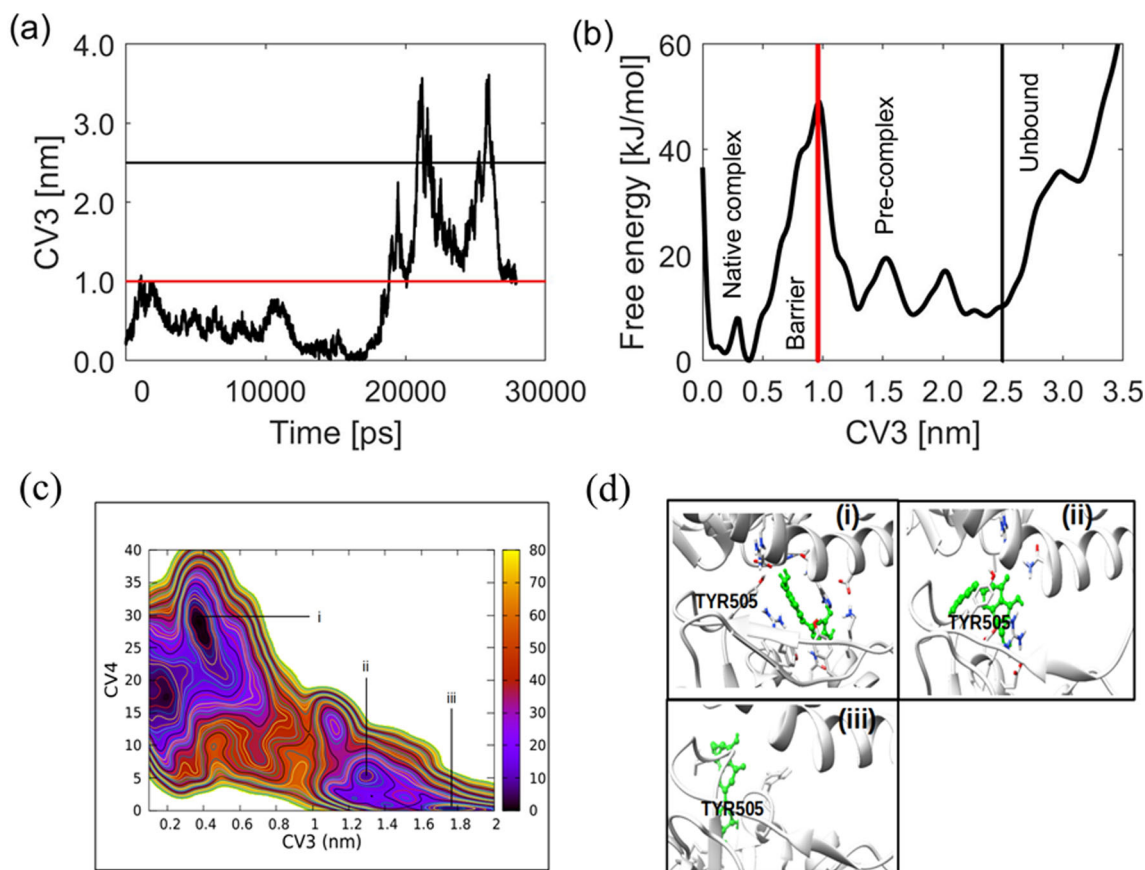 (a)
4.0
3.0
2.0
1.0
0.0
CV3 [nm]
0 10000 20000 30000
Time [ps]
(b)
60
40
20
0
Free energy [kJ/mol]
Native complex
Barrier
Pre-complex
Unbound
0.0 0.5 1.0 1.5 2.0 2.5 3.0 3.5
CV3 [nm]
(c)
40
35
30
25
20
15
10
5
0
CV4
i
ii
iii
0.2 0.4 0.6 0.8 1 1.2 1.4 1.6 1.8 2
CV3 (nm)
80
70
60
50
40
30
20
10
0
(d)
(i)
TYR505
(ii)
TYR505
(iii)
TYR505